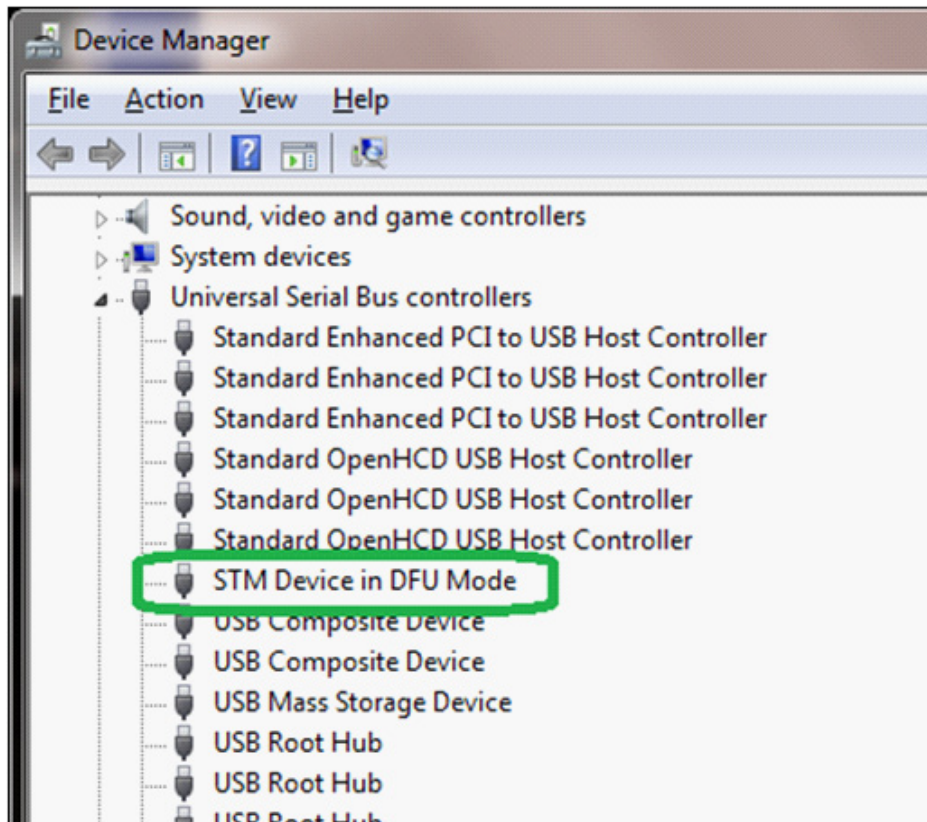 Device Manager
File Action View Help
Sound, video and game controllers
System devices
Universal Serial Bus controllers
Standard Enhanced PCI to USB Host Controller
Standard Enhanced PCI to USB Host Controller
Standard Enhanced PCI to USB Host Controller
Standard OpenHCD USB Host Controller
Standard OpenHCD USB Host Controller
Standard OpenHCD USB Host Controller
STM Device in DFU Mode
USB Composite Device
USB Composite Device
USB Mass Storage Device
USB Root Hub
USB Root Hub
USB Root Hub